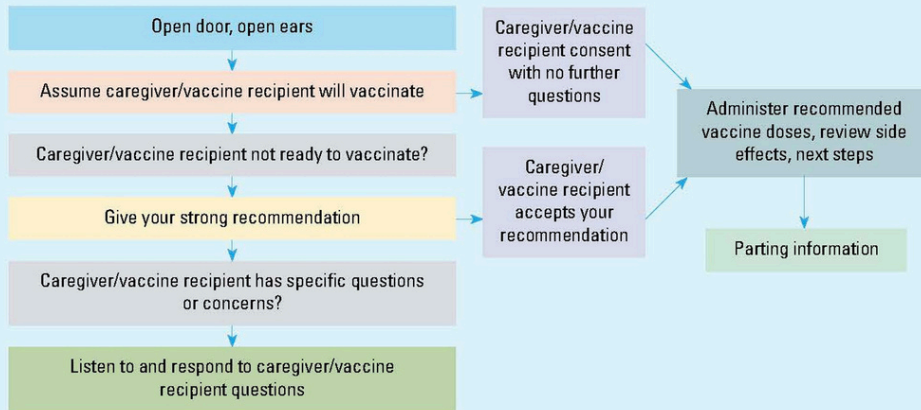 Open door, open ears
Assume caregiver/vaccine recipient will vaccinate
Caregiver/vaccine recipient not ready to vaccinate?
Give your strong recommendation
Caregiver/vaccine recipient has specific questions
or concerns?
Listen to and respond to caregiver/vaccine
recipient questions
Caregiver/vaccine
recipient consent
with no further
questions
Caregiver/
vaccine recipient
accepts your
recommendation
Administer recommended
vaccine doses, review side
effects, next steps
Parting information